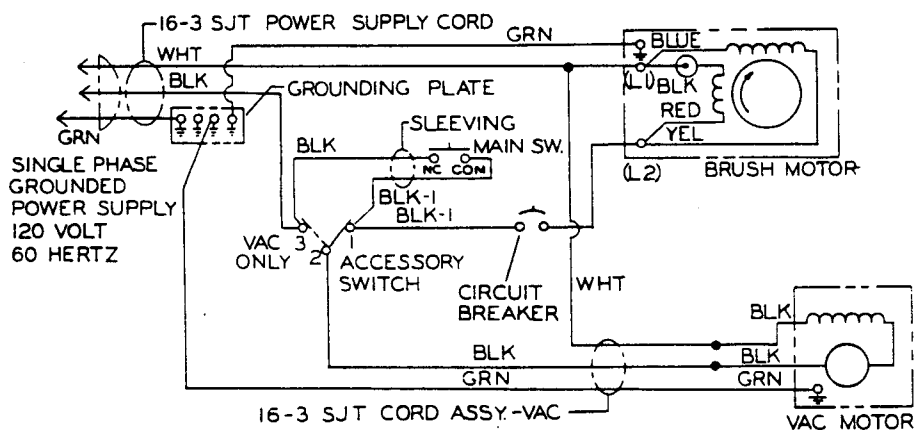 16-3 SJT POWER SUPPLY CORD
GRN
BLUE
WHT
(L1)
BLK
BLK
GROUNDING PLATE
RED
YEL
GRN
SLEEVING
BLK
MAIN SW.
NC COM
(L2)
BRUSH MOTOR
SINGLE PHASE
GROUNDED
POWER SUPPLY
120 VOLT
60 HERTZ
BLK-1
BLK-1
3
2
1
VAC
ONLY
ACCESSORY
SWITCH
CIRCUIT
BREAKER
WHT
BLK
BLK
BLK
GRN
GRN
16-3 SJT CORD ASSY.-VAC
VAC MOTOR